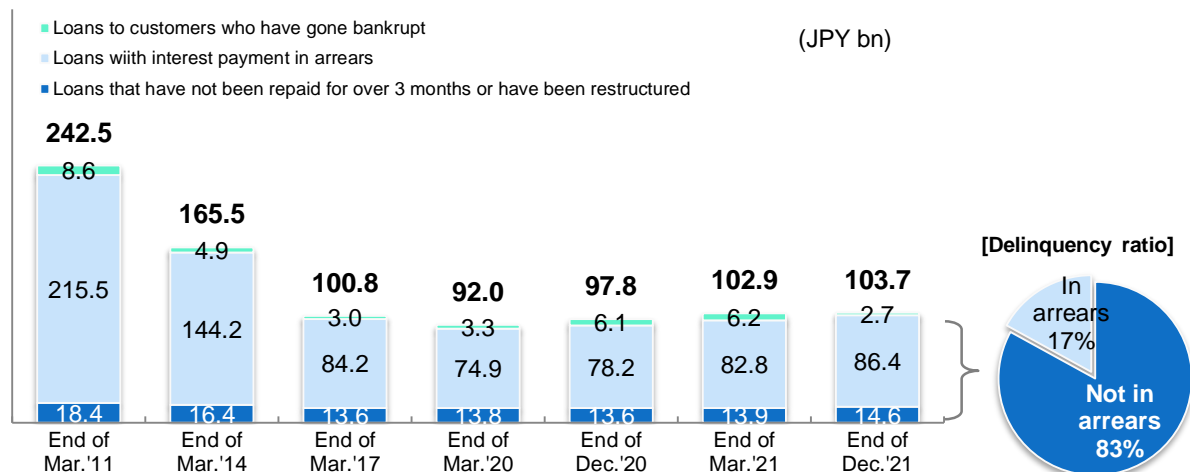 Loans to customers who have gone bankrupt
Loans wiith interest payment in arrears
Loans that have not been repaid for over 3 months or have been restructured
(JPY bn)
242.5
8.6
215.5
18.4
165.5
4.9
144.2
16.4
100.8
3.0
84.2
13.6
92.0
3.3
74.9
13.8
97.8
6.1
78.2
13.6
102.9
6.2
82.8
13.9
103.7
2.7
86.4
14.6
End of
Mar.'11
End of
Mar.'14
End of
Mar.'17
End of
Mar.'20
End of
Dec.'20
End of
Mar.'21
End of
Dec.'21
[Delinquency ratio]
In
arrears
17%
Not in
arrears
83%